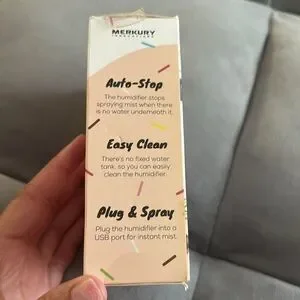 MERKURY
INNOVATIONS
Auto-Stop
The humidifier stops
spraying mist when there
is no water underneath it.
Easy Clean
There's no fixed water
tank, so you can easily
clean the humidifier.
Plug & Spray
Plug the humidifier into a
USB port for instant mist.